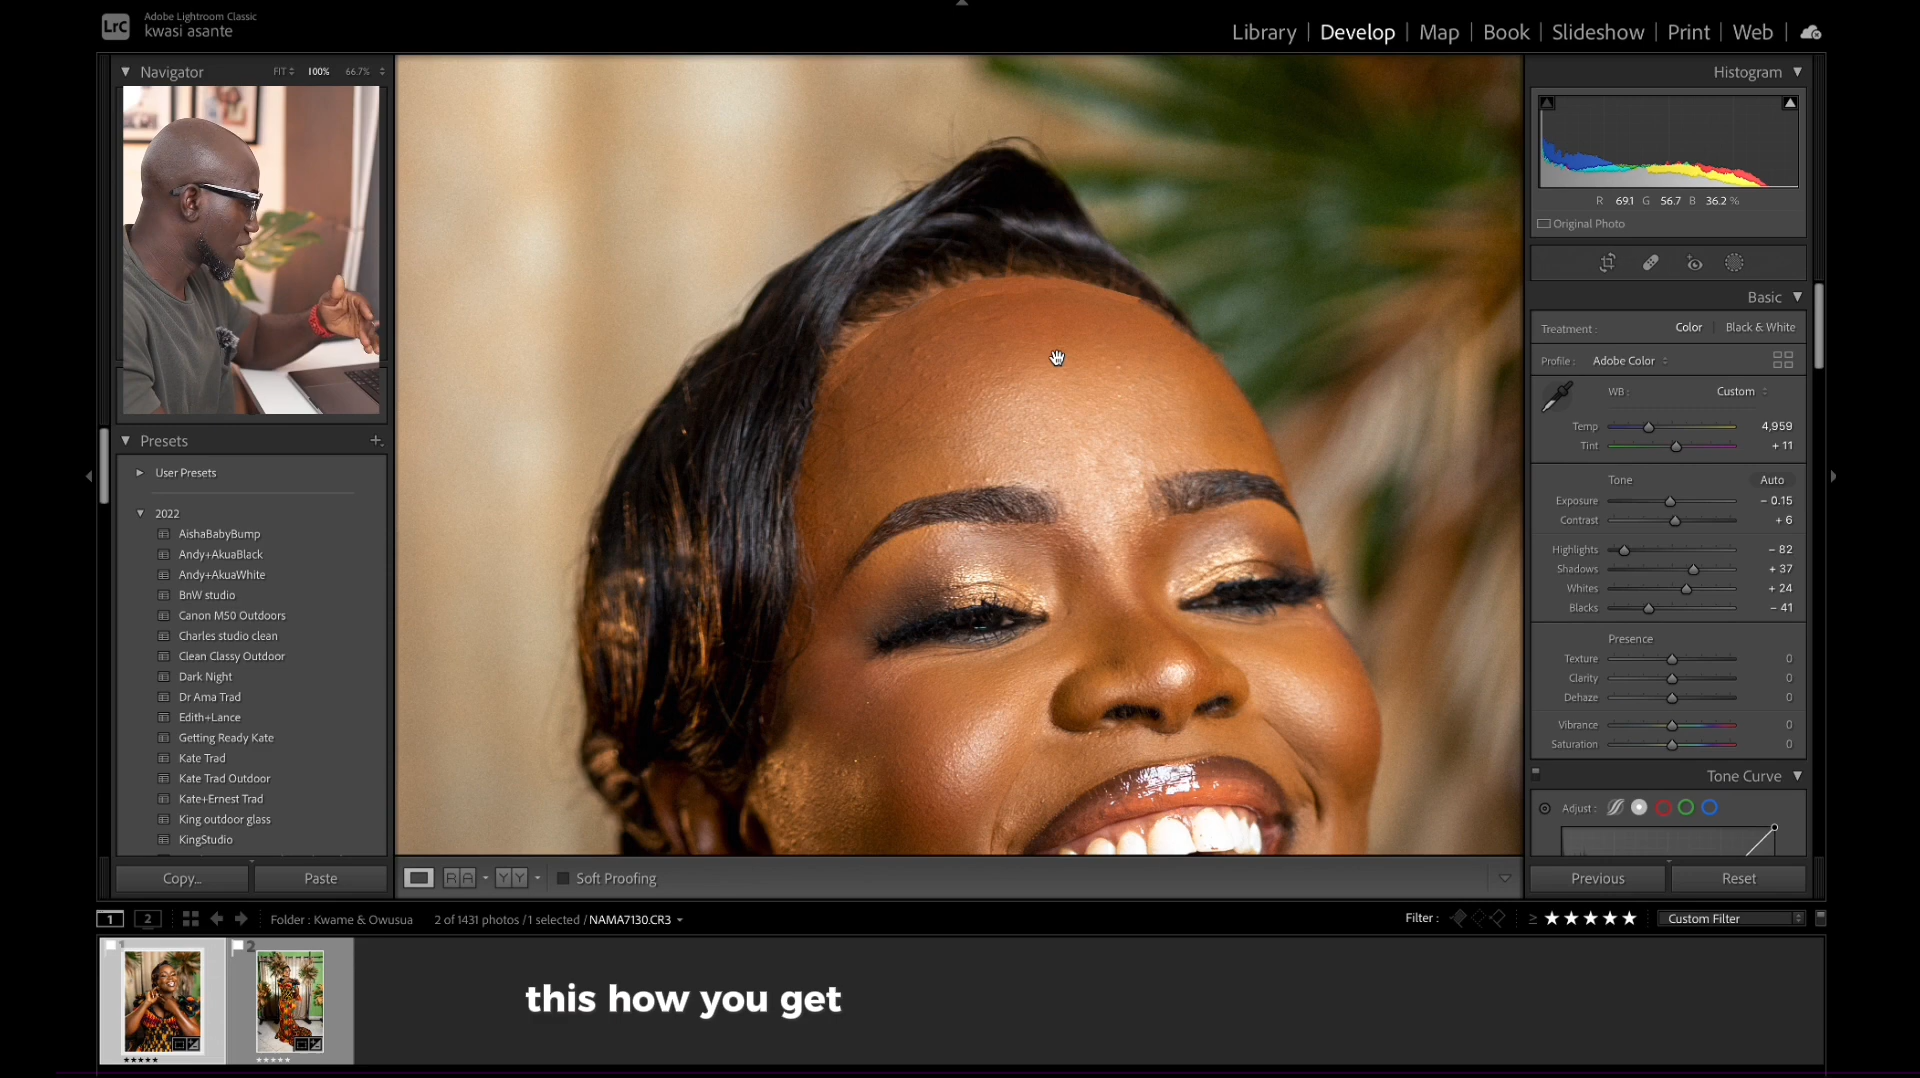 LrC
Adobe Lightroom Classic
kwasi asante
Library | Develop | Map | Book | Slideshow | Print | Web |
Navigator FIT 100% 66.7%
Presets +
User Presets
2022
AishaBabyBump
Andy+AkuaBlack
Andy+AkuaWhite
BnW studio
Canon M50 Outdoors
Charles studio clean
Clean Classy Outdoor
Dark Night
Dr Ama Trad
Edith+Lance
Getting Ready Kate
Kate Trad
Kate Trad Outdoor
Kate+Ernest Trad
King outdoor glass
KingStudio
Copy... Paste
R A Y Y Soft Proofing
Histogram
R 69.1 G 56.7 B 36.2 %
Original Photo
Basic
Treatment : Color | Black & White
Profile : Adobe Color
WB : Custom
Temp 4,959
Tint + 11
Tone Auto
Exposure − 0.15
Contrast + 6
Highlights − 82
Shadows + 37
Whites + 24
Blacks − 41
Presence
Texture 0
Clarity 0
Dehaze 0
Vibrance 0
Saturation 0
Tone Curve
Adjust :
Previous Reset
1 2 Folder : Kwame & Owusua 2 of 1431 photos / 1 selected / NAMA7130.CR3 Filter : ≥ ★★★★★ Custom Filter
1 2
★★★★★ ★★★★★
this how you get